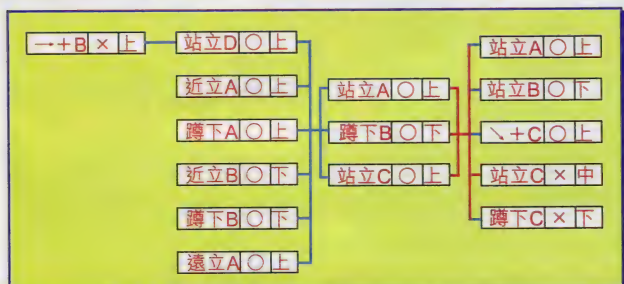 →+B × 上
站立D ○ 上
近立A ○ 上
蹲下A ○ 上
近立B ○ 下
蹲下B ○ 下
遠立A ○ 上
站立A ○ 上
蹲下B ○ 下
站立C ○ 上
站立A ○ 上
站立B ○ 下
↘+C ○ 上
站立C × 中
蹲下C × 下